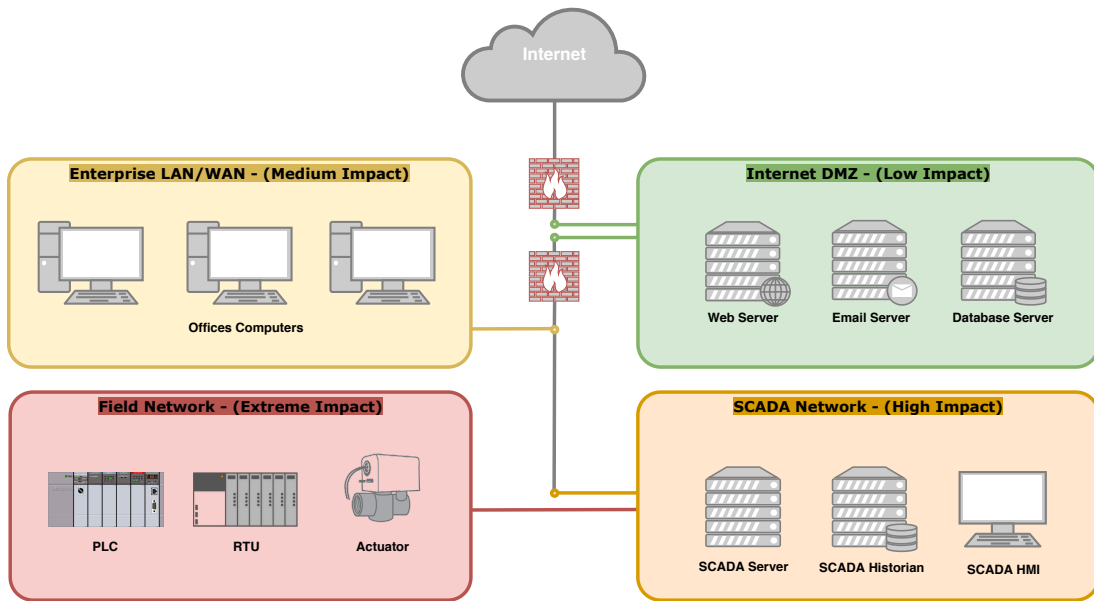 Internet
Enterprise LAN/WAN - (Medium Impact)
Offices Computers
Internet DMZ - (Low Impact)
Web Server
Email Server
Database Server
Field Network - (Extreme Impact)
PLC
RTU
Actuator
SCADA Network - (High Impact)
SCADA Server
SCADA Historian
SCADA HMI